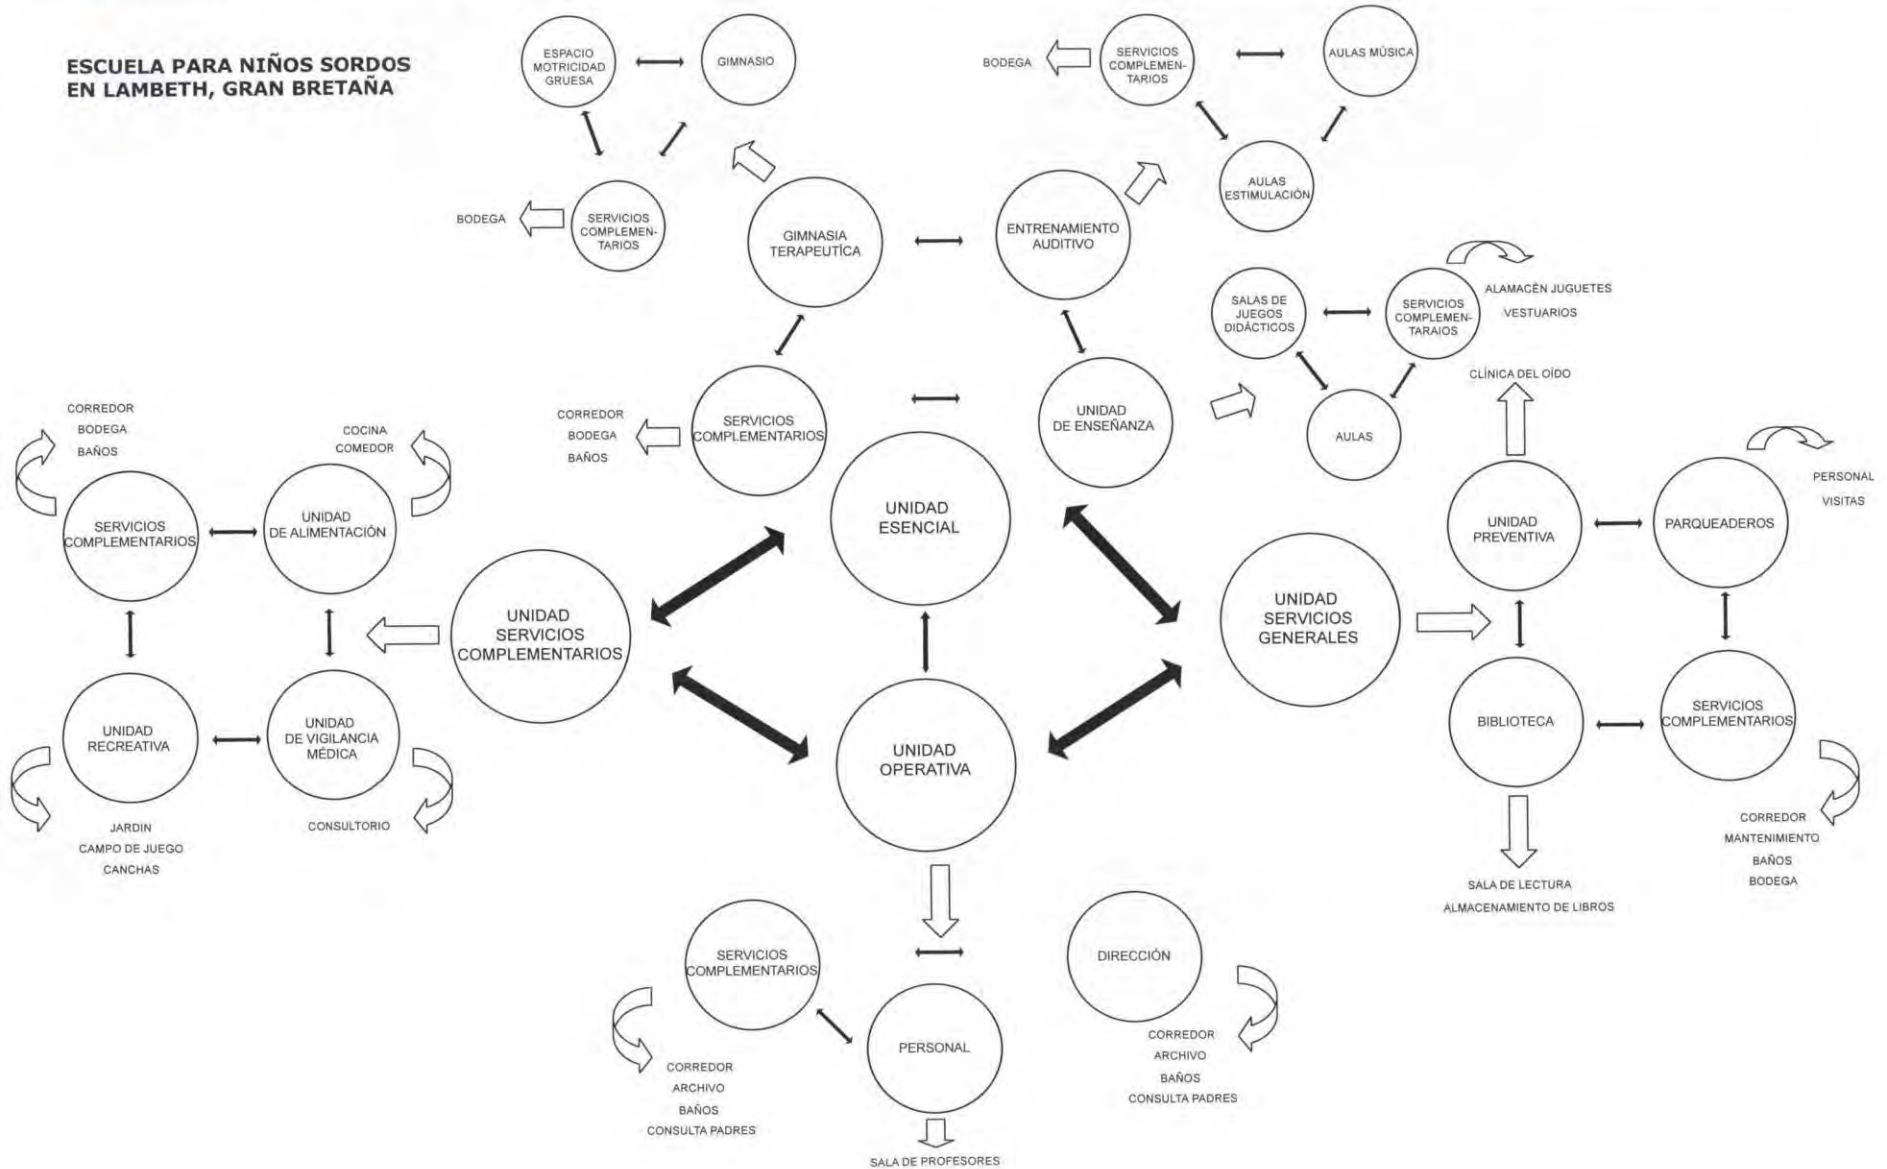 ESCUELA PARA NIÑOS SORDOS
EN LAMBETH, GRAN BRETAÑA
ESPACIO
MOTRICIDAD
GRUESA
GIMNASIO
BODEGA
SERVICIOS
COMPLEMEN-
TARIOS
AULAS MÚSICA
AULAS
ESTIMULACIÓN
BODEGA
SERVICIOS
COMPLEMEN-
TARIOS
GIMNASIA
TERAPEUTÍCA
ENTRENAMIENTO
AUDITIVO
SALAS DE
JUEGOS
DIDÁCTICOS
SERVICIOS
COMPLEMEN-
TARAIOS
ALAMACÈN JUGUETES
VESTUARIOS
AULAS
CORREDOR
BODEGA
BAÑOS
SERVICIOS
COMPLEMENTARIOS
UNIDAD
DE ENSEÑANZA
UNIDAD
ESENCIAL
CORREDOR
BODEGA
BAÑOS
COCINA
COMEDOR
SERVICIOS
COMPLEMENTARIOS
UNIDAD
DE ALIMENTACIÓN
UNIDAD
SERVICIOS
COMPLEMENTARIOS
UNIDAD
RECREATIVA
UNIDAD
DE VIGILANCIA
MÉDICA
JARDIN
CAMPO DE JUEGO
CANCHAS
CONSULTORIO
UNIDAD
SERVICIOS
GENERALES
CLÍNICA DEL OÍDO
UNIDAD
PREVENTIVA
PARQUEADEROS
PERSONAL
VISITAS
BIBLIOTECA
SERVICIOS
COMPLEMENTARIOS
SALA DE LECTURA
ALMACENAMIENTO DE LIBROS
CORREDOR
MANTENIMIENTO
BAÑOS
BODEGA
UNIDAD
OPERATIVA
SERVICIOS
COMPLEMENTARIOS
DIRECCIÓN
PERSONAL
CORREDOR
ARCHIVO
BAÑOS
CONSULTA PADRES
CORREDOR
ARCHIVO
BAÑOS
CONSULTA PADRES
SALA DE PROFESORES